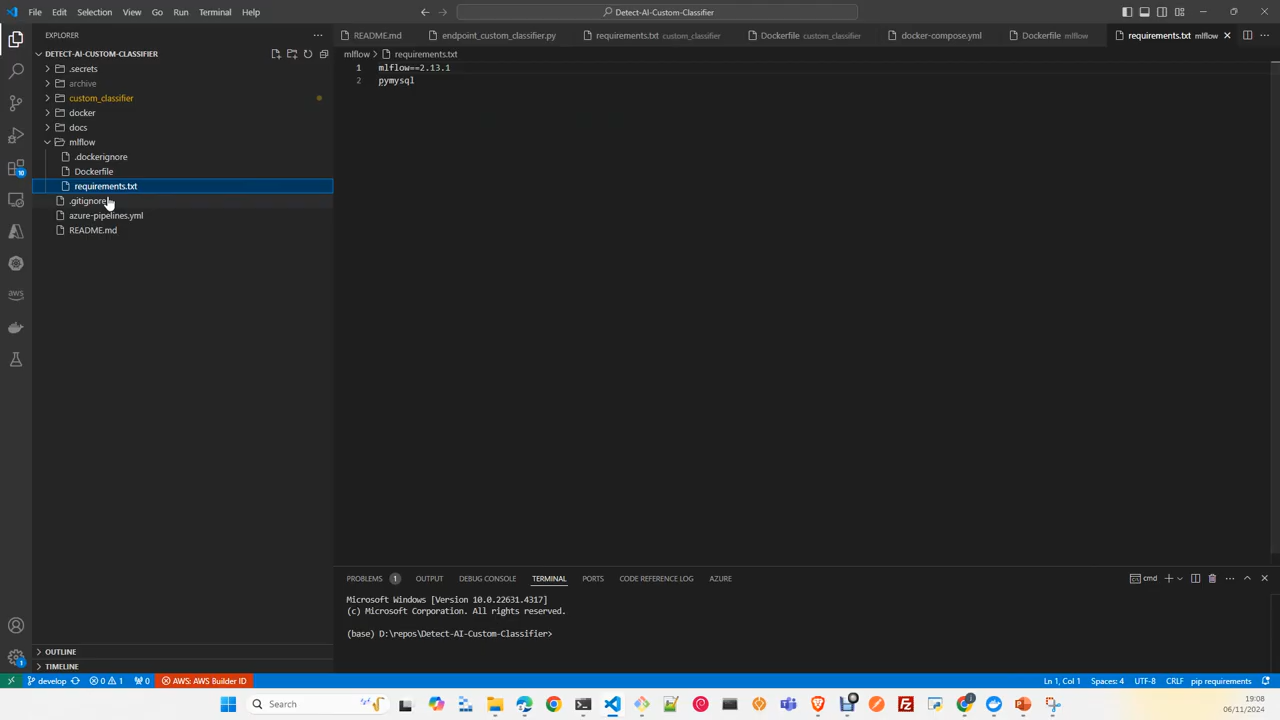 File Edit Selection View Go Run Terminal Help
Detect-AI-Custom-Classifier
EXPLORER
README.md
endpoint_custom_classifier.py
requirements.txt custom_classifier
Dockerfile custom_classifier
docker-compose.yml
Dockerfile mlflow
requirements.txt mlflow
DETECT-AI-CUSTOM-CLASSIFIER
.secrets
archive
custom_classifier
docker
docs
mlflow
.dockerignore
Dockerfile
requirements.txt
.gitignore
azure-pipelines.yml
README.md
mlflow > requirements.txt
1 mlflow==2.13.1
2 pymysql
10
aws
PROBLEMS 1 OUTPUT DEBUG CONSOLE TERMINAL PORTS CODE REFERENCE LOG AZURE
cmd
Microsoft Windows [Version 10.0.22631.4317]
(c) Microsoft Corporation. All rights reserved.
(base) D:\repos\Detect-AI-Custom-Classifier>
OUTLINE
TIMELINE
1
develop 0 1 0 AWS: AWS Builder ID
Ln 1, Col 1 Spaces: 4 UTF-8 CRLF pip requirements
Search
19:08
06/11/2024